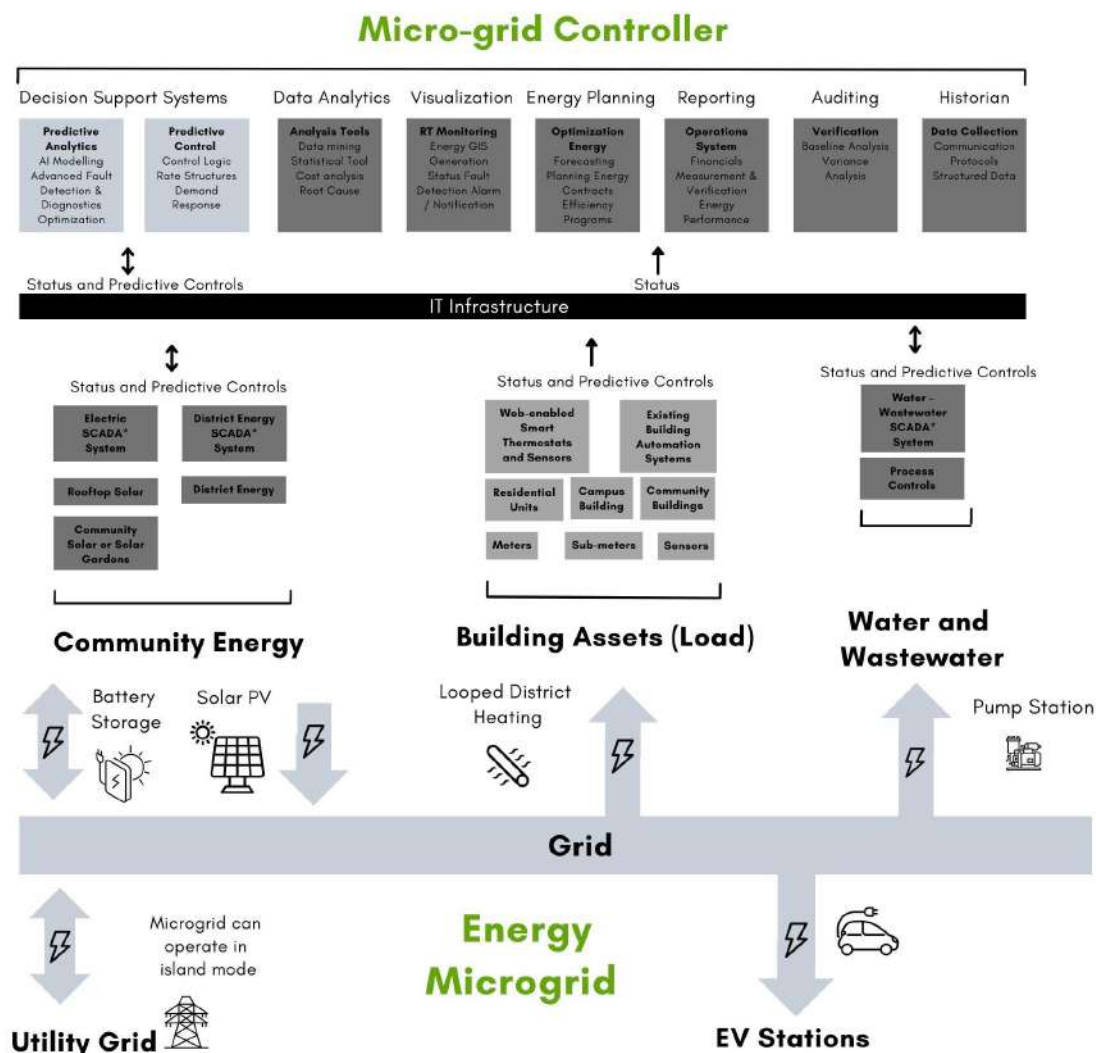 Micro-grid Controller
Decision Support Systems
Data Analytics
Visualization
Energy Planning
Reporting
Auditing
Historian
Predictive
Analytics
AI Modelling
Advanced Fault
Detection &
Diagnostics
Optimization
Predictive
Control
Control Logic
Rate Structures
Demand
Response
Analysis Tools
Data mining
Statistical Tool
Cost analysis
Root Cause
RT Monitoring
Energy GIS
Generation
Status Fault
Detection Alarm
/ Notification
Optimization
Energy
Forecasting
Planning Energy
Contracts
Efficiency
Programs
Operations
System
Financials
Measurement &
Verification
Energy
Performance
Verification
Baseline Analysis
Variance
Analysis
Data Collection
Communication
Protocols
Structured Data
Status and Predictive Controls
Status
IT Infrastructure
Status and Predictive Controls
Electric
SCADA*
System
District Energy
SCADA*
System
Rooftop Solar
District Energy
Community
Solar or Solar
Gardons
Community Energy
Status and Predictive Controls
Web-enabled
Smart
Thermostats
and Sensors
Existing
Building
Automation
Systems
Residential
Units
Campus
Building
Community
Buildings
Meters
Sub-meters
Sensors
Building Assets (Load)
Status and Predictive Controls
Water -
Wastewater
SCADA*
System
Process
Controls
Water and
Wastewater
Battery
Storage
Solar PV
Looped District
Heating
Pump Station
Grid
Microgrid can
operate in
island mode
Utility Grid
Energy
Microgrid
EV Stations